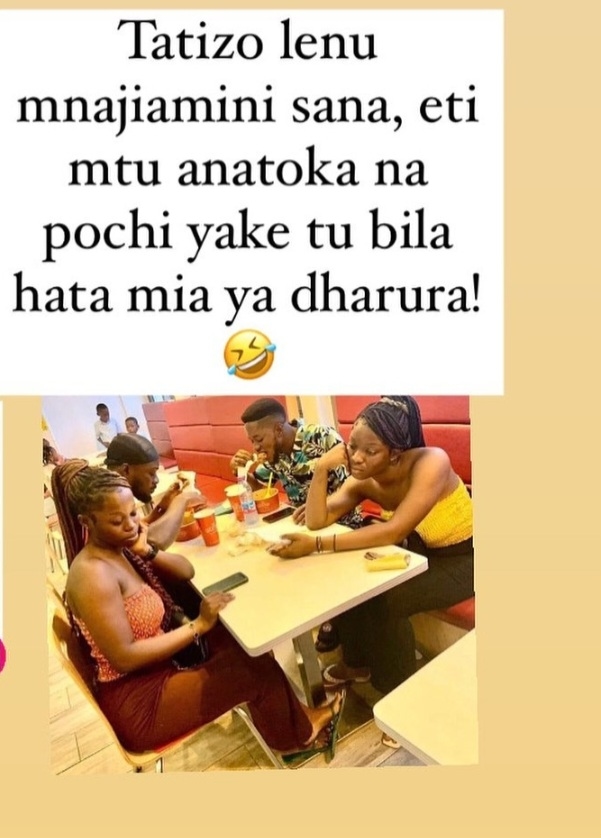 Tatizo lenu
mnajiamini sana, eti
mtu anatoka na
pochi yake tu bila
hata mia ya dharura!
🤣